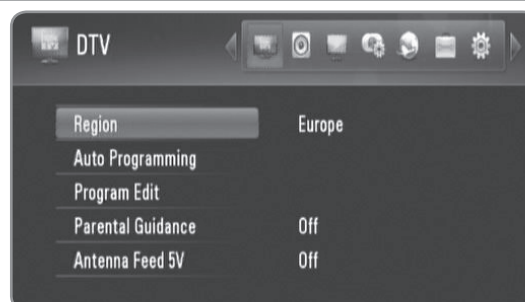 DTV
Region Europe
Auto Programming
Program Edit
Parental Guidance Off
Antenna Feed 5V Off